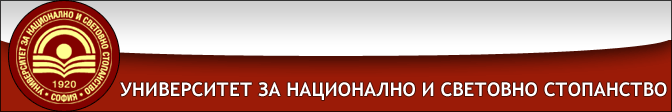 УНИВЕРСИТЕТ ЗА НАЦИОНАЛНО И СВЕТОВНО СТОПАНСТВО
1920
• СОФИЯ •
УНИВЕРСИТЕТ ЗА НАЦИОНАЛНО И СВЕТОВНО СТОПАНСТВО